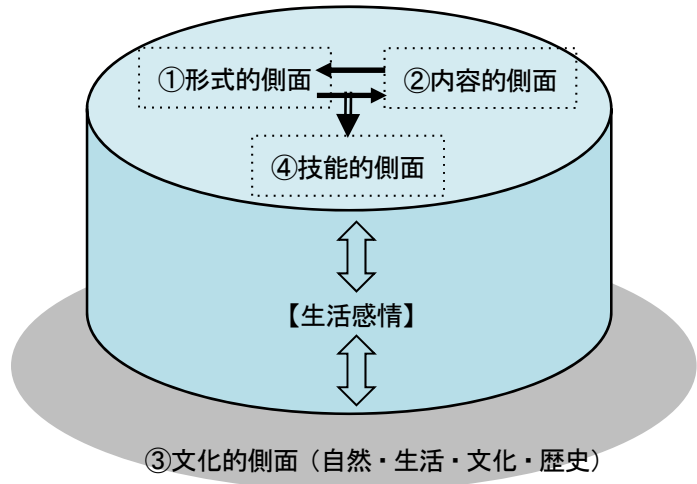 ①形式的側面
②内容的側面
④技能的側面
【生活感情】
③文化的側面（自然・生活・文化・歴史）